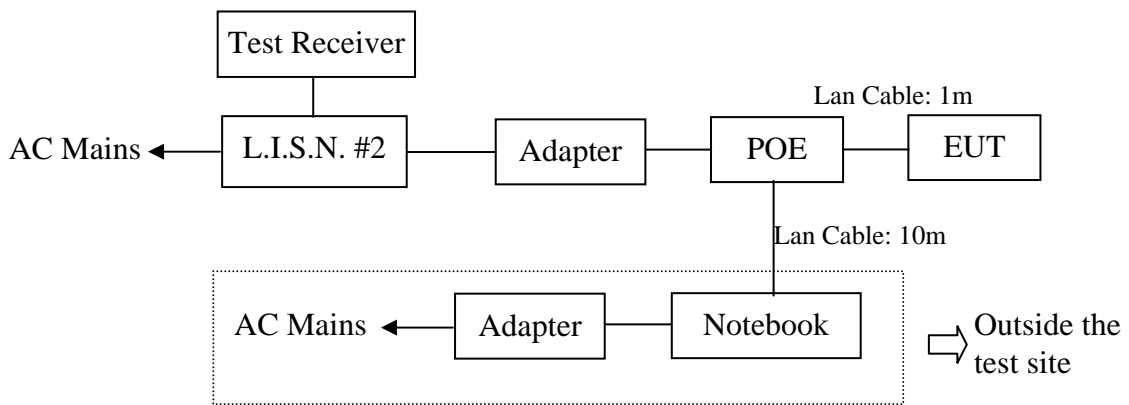 Test Receiver
Lan Cable: 1m
AC Mains
L.I.S.N. #2
Adapter
POE
EUT
Lan Cable: 10m
AC Mains
Adapter
Notebook
Outside the
test site